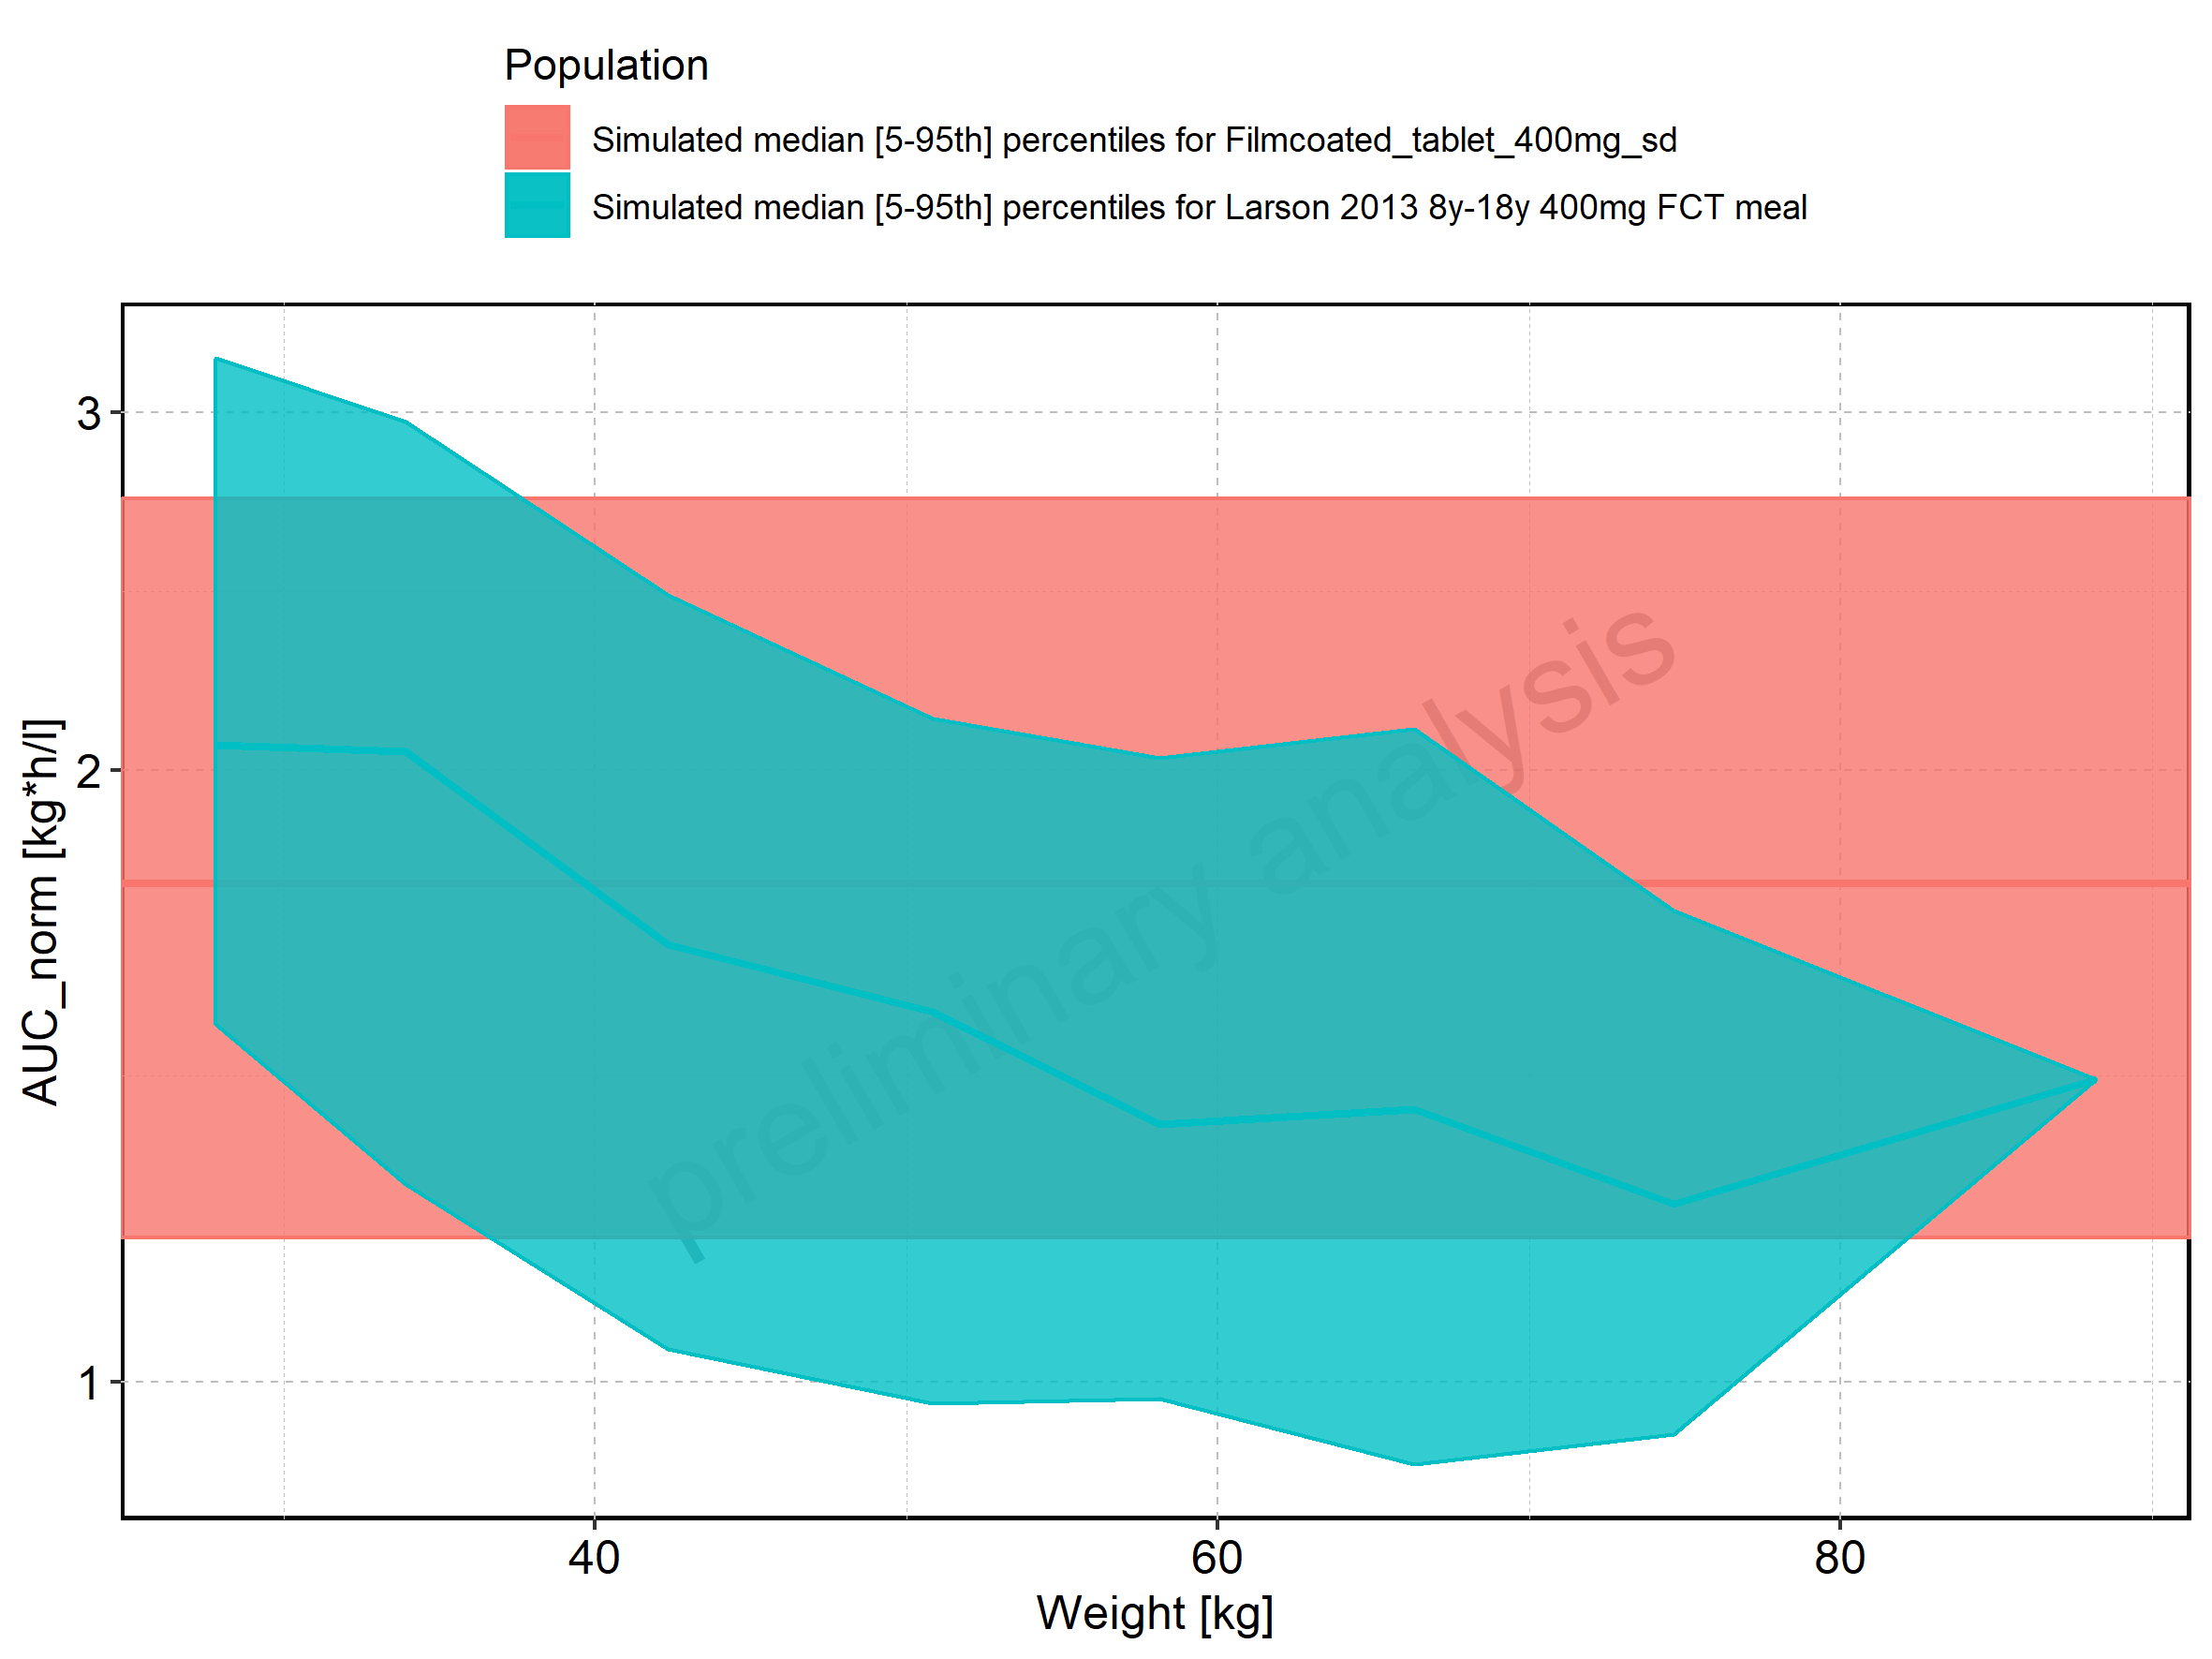 Population
Simulated median [5-95th] percentiles for Filmcoated_tablet_400mg_sd
Simulated median [5-95th] percentiles for Larson 2013 8y-18y 400mg FCT meal
AUC_norm [kg*h/l]
3
2
1
preliminary analysis
40
60
80
Weight [kg]